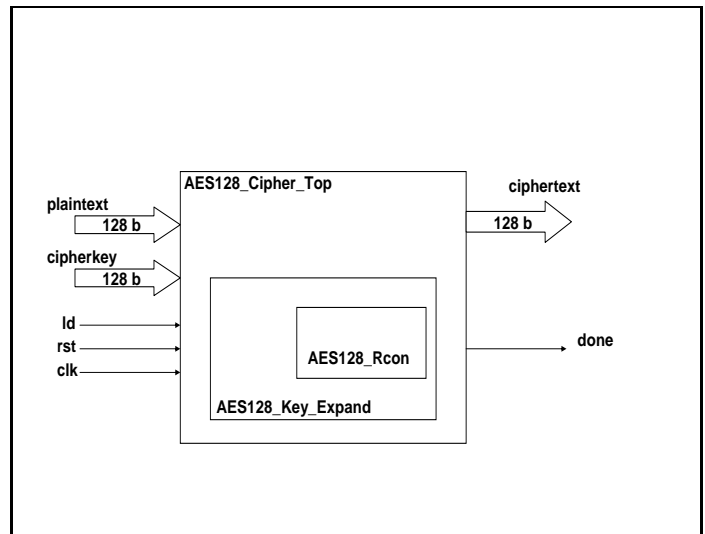 AES128_Cipher_Top
plaintext
128 b
cipherkey
128 b
ld
rst
clk
AES128_Rcon
AES128_Key_Expand
ciphertext
128 b
done